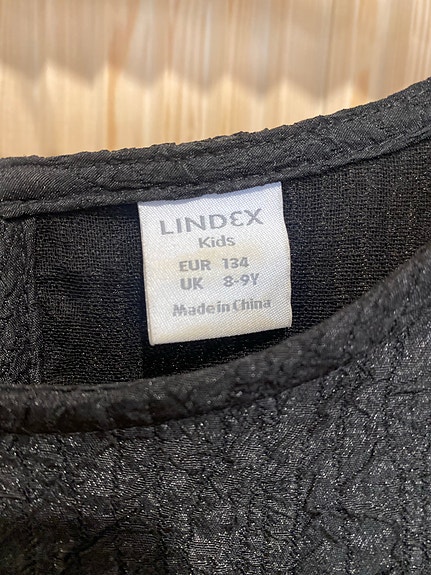 LINDEX
Kids
EUR 134
UK 8-9Y
Made in China